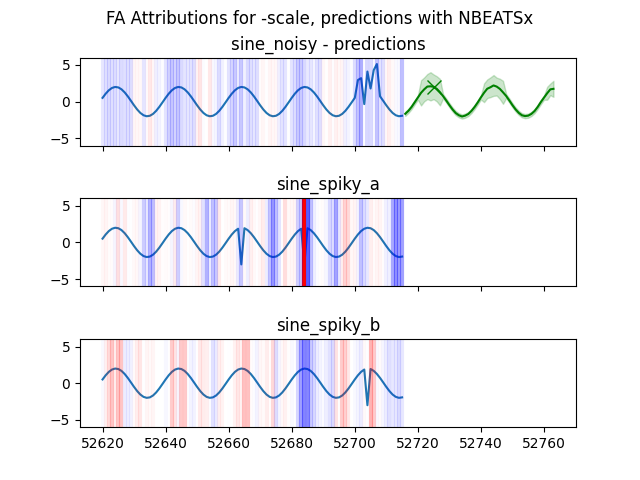 FA Attributions for -scale, predictions with NBEATSx
sine_noisy - predictions
5
0
−5
sine_spiky_a
5
0
−5
sine_spiky_b
5
0
−5
52620 52640 52660 52680 52700 52720 52740 52760